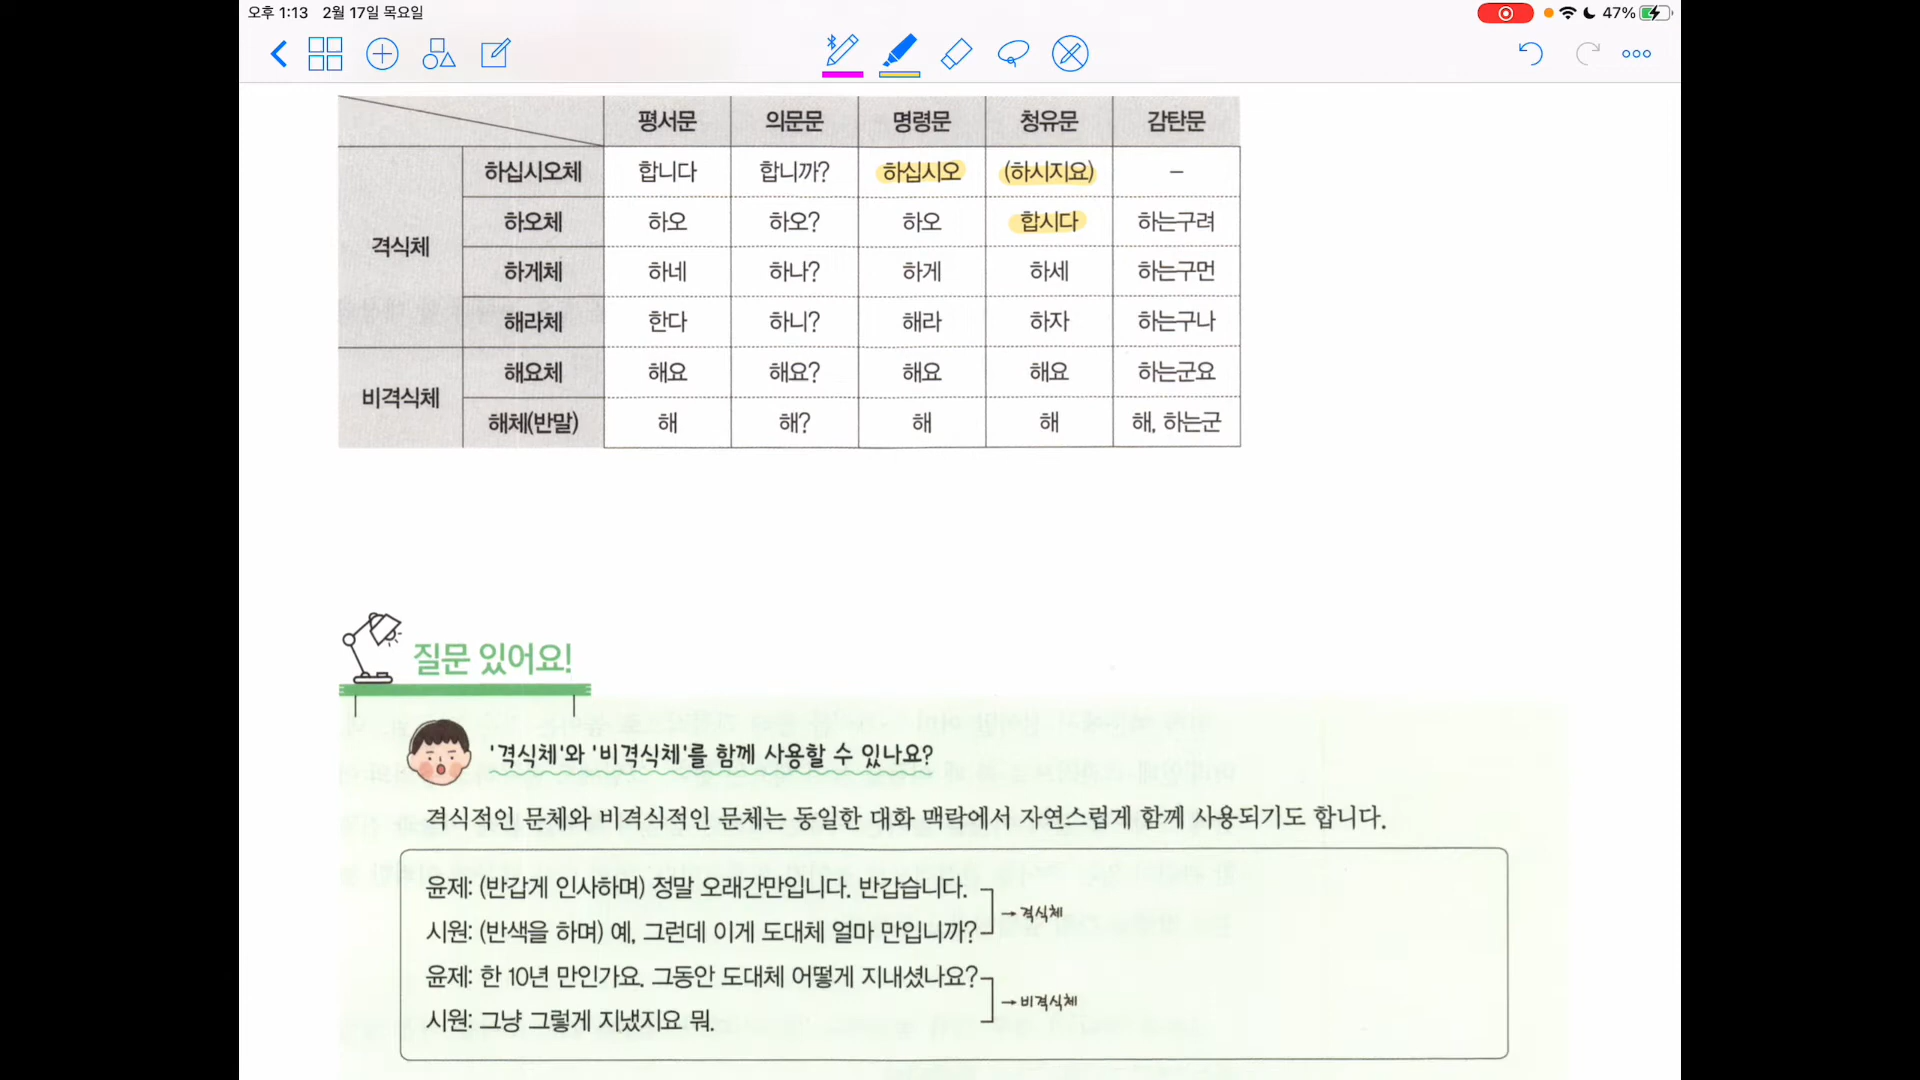 오후 1:13 2월 17일 목요일
47%
평서문 의문문 명령문 청유문 감탄문
격식체 하십시오체 합니다 합니까? 하십시오 (하시지요) –
하오체 하오 하오? 하오 합시다 하는구려
하게체 하네 하나? 하게 하세 하는구먼
해라체 한다 하니? 해라 하자 하는구나
비격식체 해요체 해요 해요? 해요 해요 하는군요
해체(반말) 해 해? 해 해 해, 하는군
질문 있어요!
'격식체'와 '비격식체'를 함께 사용할 수 있나요?
격식적인 문체와 비격식적인 문체는 동일한 대화 맥락에서 자연스럽게 함께 사용되기도 합니다.
윤제: (반갑게 인사하며) 정말 오래간만입니다. 반갑습니다.
→격식체
시원: (반색을 하며) 예, 그런데 이게 도대체 얼마 만입니까?
윤제: 한 10년 만인가요. 그동안 도대체 어떻게 지내셨나요?
→비격식체
시원: 그냥 그렇게 지냈지요 뭐.